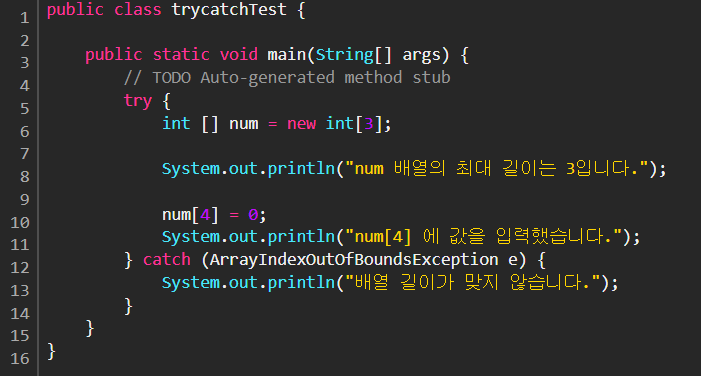 1 public class trycatchTest {
2
3 public static void main(String[] args) {
4 // TODO Auto-generated method stub
5 try {
6 int [] num = new int[3];
7
8 System.out.println("num 배열의 최대 길이는 3입니다.");
9
10 num[4] = 0;
11 System.out.println("num[4] 에 값을 입력했습니다.");
12 } catch (ArrayIndexOutOfBoundsException e) {
13 System.out.println("배열 길이가 맞지 않습니다.");
14 }
15 }
16 }